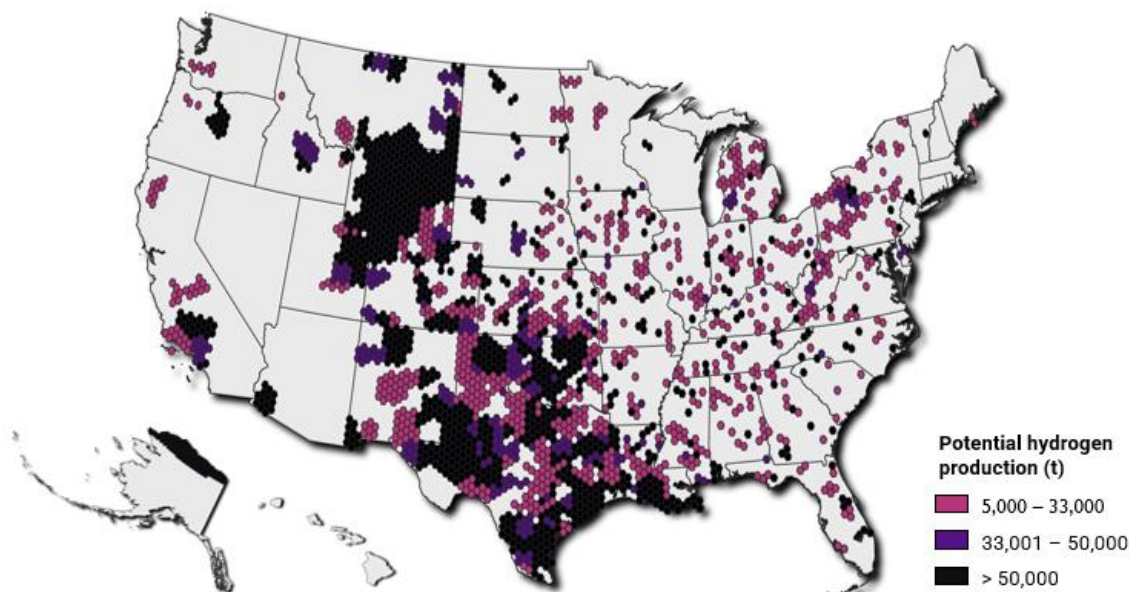 Potential hydrogen
production (t)
5,000 – 33,000
33,001 – 50,000
> 50,000